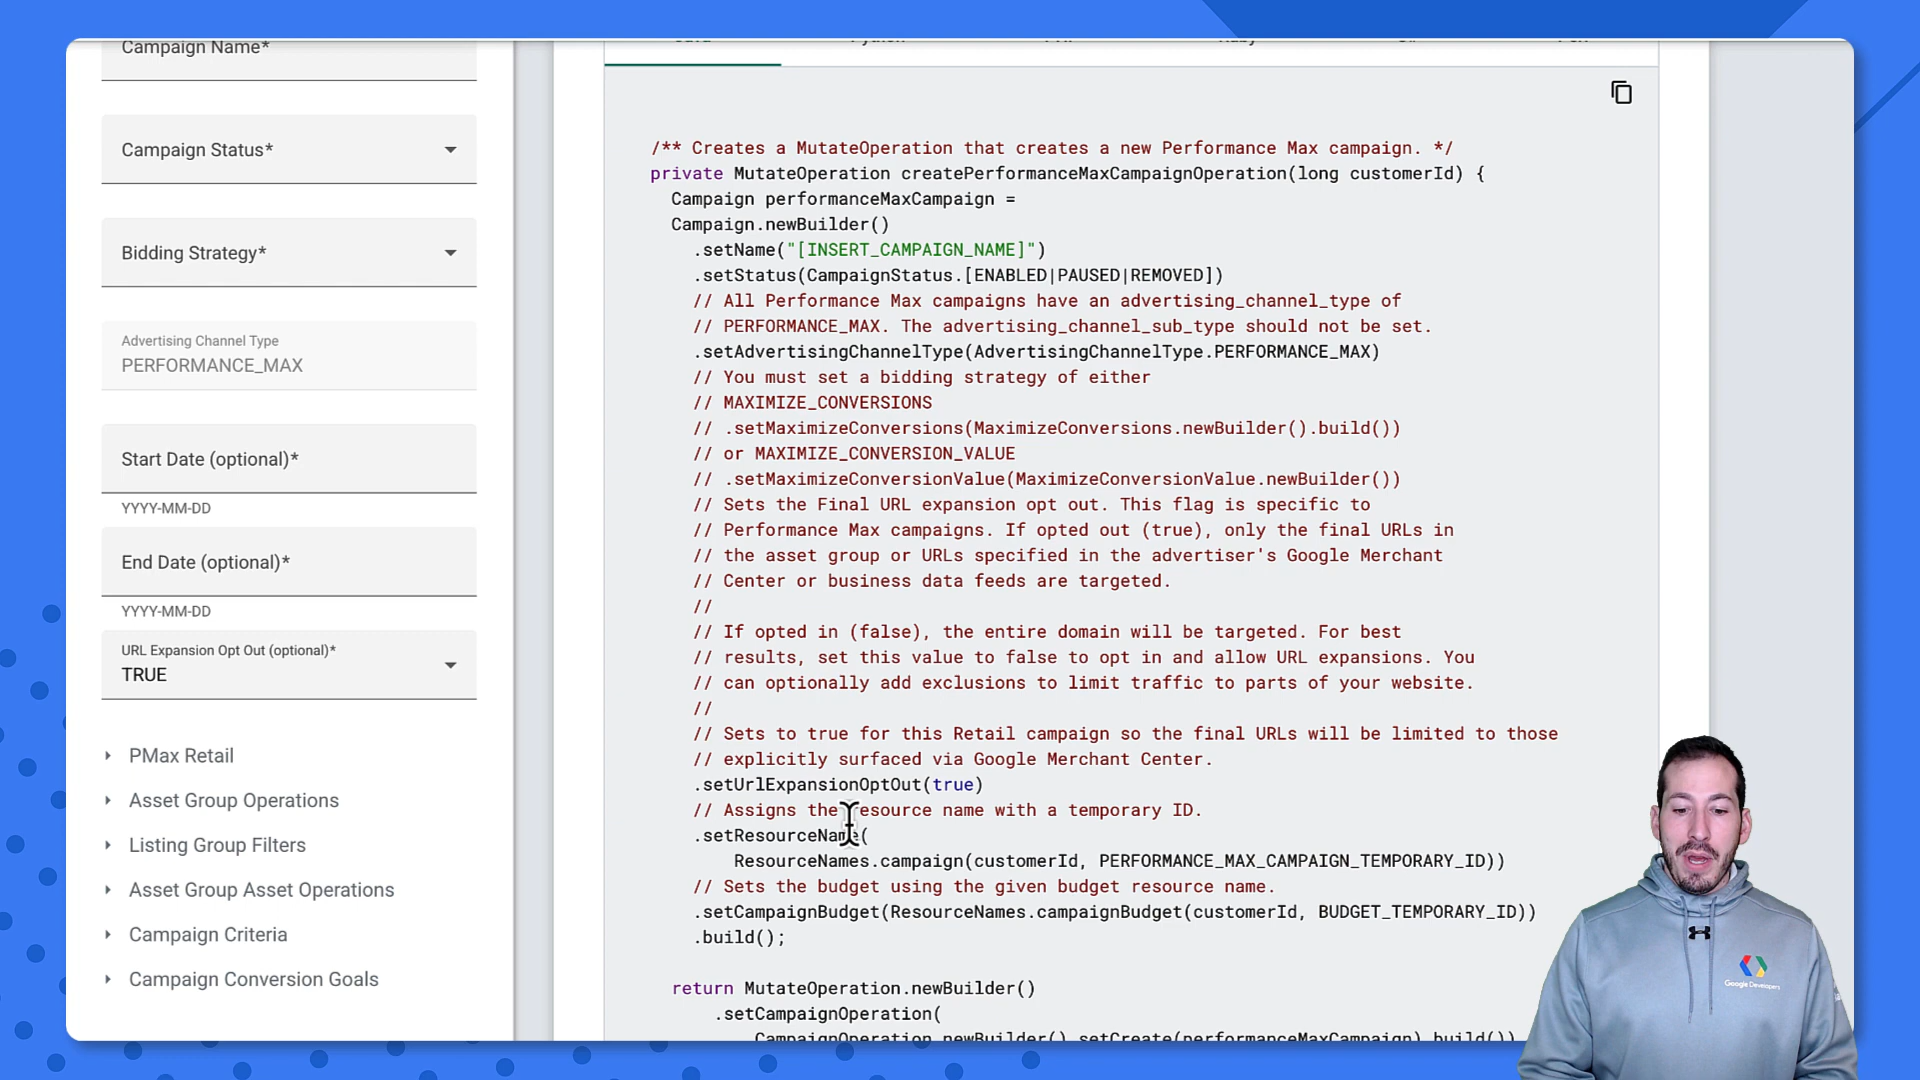 Campaign Name*
Campaign Status*
Bidding Strategy*
Advertising Channel Type
PERFORMANCE_MAX
Start Date (optional)*
YYYY-MM-DD
End Date (optional)*
YYYY-MM-DD
URL Expansion Opt Out (optional)*
TRUE
PMax Retail
Asset Group Operations
Listing Group Filters
Asset Group Asset Operations
Campaign Criteria
Campaign Conversion Goals
/** Creates a MutateOperation that creates a new Performance Max campaign. */
private MutateOperation createPerformanceMaxCampaignOperation(long customerId) {
Campaign performanceMaxCampaign =
Campaign.newBuilder()
.setName("[INSERT_CAMPAIGN_NAME]")
.setStatus(CampaignStatus.[ENABLED|PAUSED|REMOVED])
// All Performance Max campaigns have an advertising_channel_type of
// PERFORMANCE_MAX. The advertising_channel_sub_type should not be set.
.setAdvertisingChannelType(AdvertisingChannelType.PERFORMANCE_MAX)
// You must set a bidding strategy of either
// MAXIMIZE_CONVERSIONS
// .setMaximizeConversions(MaximizeConversions.newBuilder().build())
// or MAXIMIZE_CONVERSION_VALUE
// .setMaximizeConversionValue(MaximizeConversionValue.newBuilder())
// Sets the Final URL expansion opt out. This flag is specific to
// Performance Max campaigns. If opted out (true), only the final URLs in
// the asset group or URLs specified in the advertiser's Google Merchant
// Center or business data feeds are targeted.
//
// If opted in (false), the entire domain will be targeted. For best
// results, set this value to false to opt in and allow URL expansions. You
// can optionally add exclusions to limit traffic to parts of your website.
//
// Sets to true for this Retail campaign so the final URLs will be limited to those
// explicitly surfaced via Google Merchant Center.
.setUrlExpansionOptOut(true)
// Assigns the resource name with a temporary ID.
.setResourceName(
ResourceNames.campaign(customerId, PERFORMANCE_MAX_CAMPAIGN_TEMPORARY_ID))
// Sets the budget using the given budget resource name.
.setCampaignBudget(ResourceNames.campaignBudget(customerId, BUDGET_TEMPORARY_ID))
.build();
return MutateOperation.newBuilder()
.setCampaignOperation(
CampaignOperation.newBuilder().setCreate(performanceMaxCampaign).build())
Google Developers